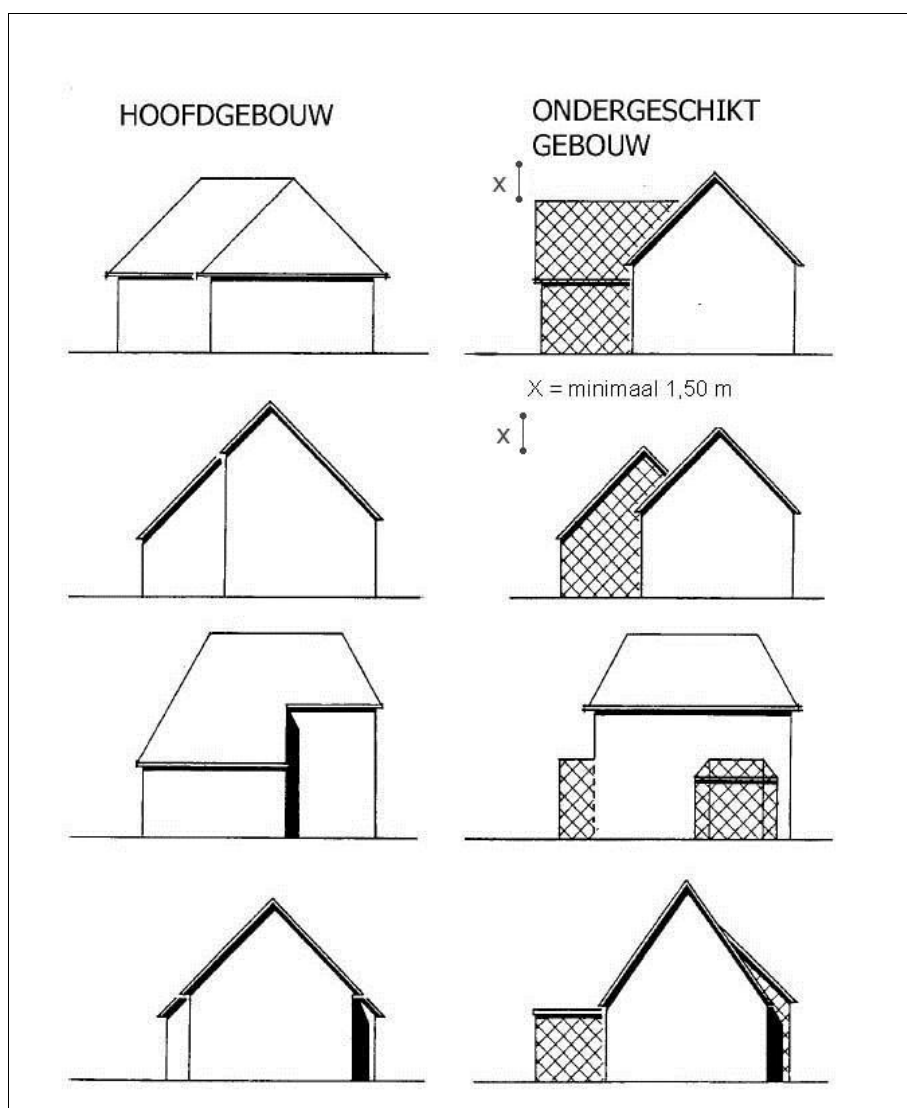 HOOFDGEBOUW
ONDERGESCHIKT
GEBOUW
X
X = minimaal 1,50 m
X